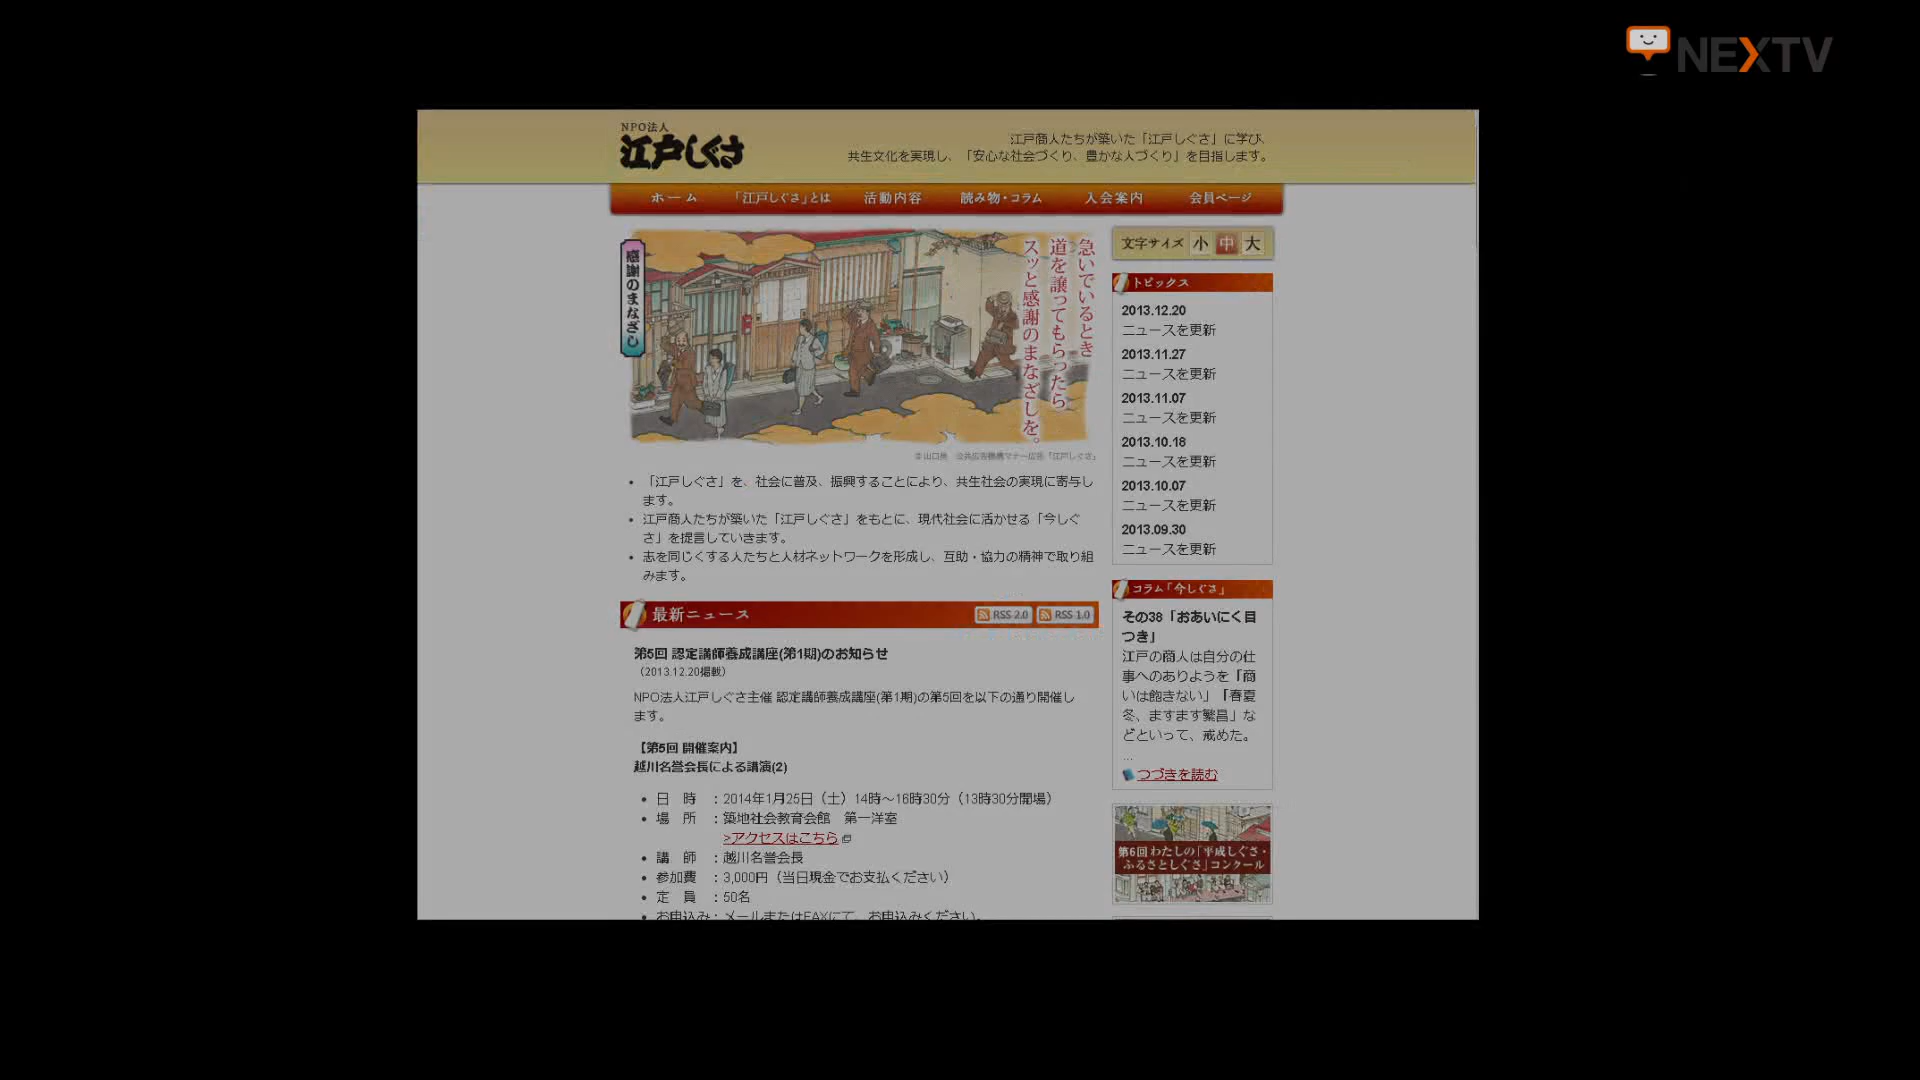 NEXTV
NPO法人
江戸しぐさ
江戸商人たちが築いた「江戸しぐさ」に学び、
共生文化を実現し、「安心な社会づくり、豊かな人づくり」を目指します。
ホーム 「江戸しぐさ」とは 活動内容 読み物・コラム 入会案内 会員ページ
感謝のまなざし
急いでいるとき
道を譲ってもらったら
スッと感謝のまなざしを。
「江戸しぐさ」を、社会に普及、振興することにより、共生社会の実現に寄与し
ます。
江戸商人たちが築いた「江戸しぐさ」をもとに、現代社会に活かせる「今しぐ
さ」を提言していきます。
志を同じくする人たちと人材ネットワークを形成し、互助・協力の精神で取り組
みます。
最新ニュース RSS 2.0 RSS 1.0
第5回 認定講師養成講座(第1期)のお知らせ
（2013.12.20掲載）
NPO法人江戸しぐさ主催 認定講師養成講座(第1期)の第5回を以下の通り開催し
ます。
【第5回 開催案内】
越川名誉会長による講演(2)
日　時　：2014年1月25日（土）14時～16時30分（13時30分開場）
場　所　：築地社会教育会館　第一洋室
>アクセスはこちら
講　師　：越川名誉会長
参加費　：3,000円（当日現金でお支払ください）
定　員　：50名
お申込み：メールまたはFAXにて、お申込みください。
文字サイズ 小 中 大
トピックス
2013.12.20
ニュースを更新
2013.11.27
ニュースを更新
2013.11.07
ニュースを更新
2013.10.18
ニュースを更新
2013.10.07
ニュースを更新
2013.09.30
ニュースを更新
コラム「今しぐさ」
その38「おあいにく目
つき」
江戸の商人は自分の仕
事へのありようを「商
いは飽きない」「春夏
冬、ますます繁昌」な
どといって、戒めた。
...
つづきを読む
第6回 わたしの「平成しぐさ・
ふるさとしぐさ」コンクール